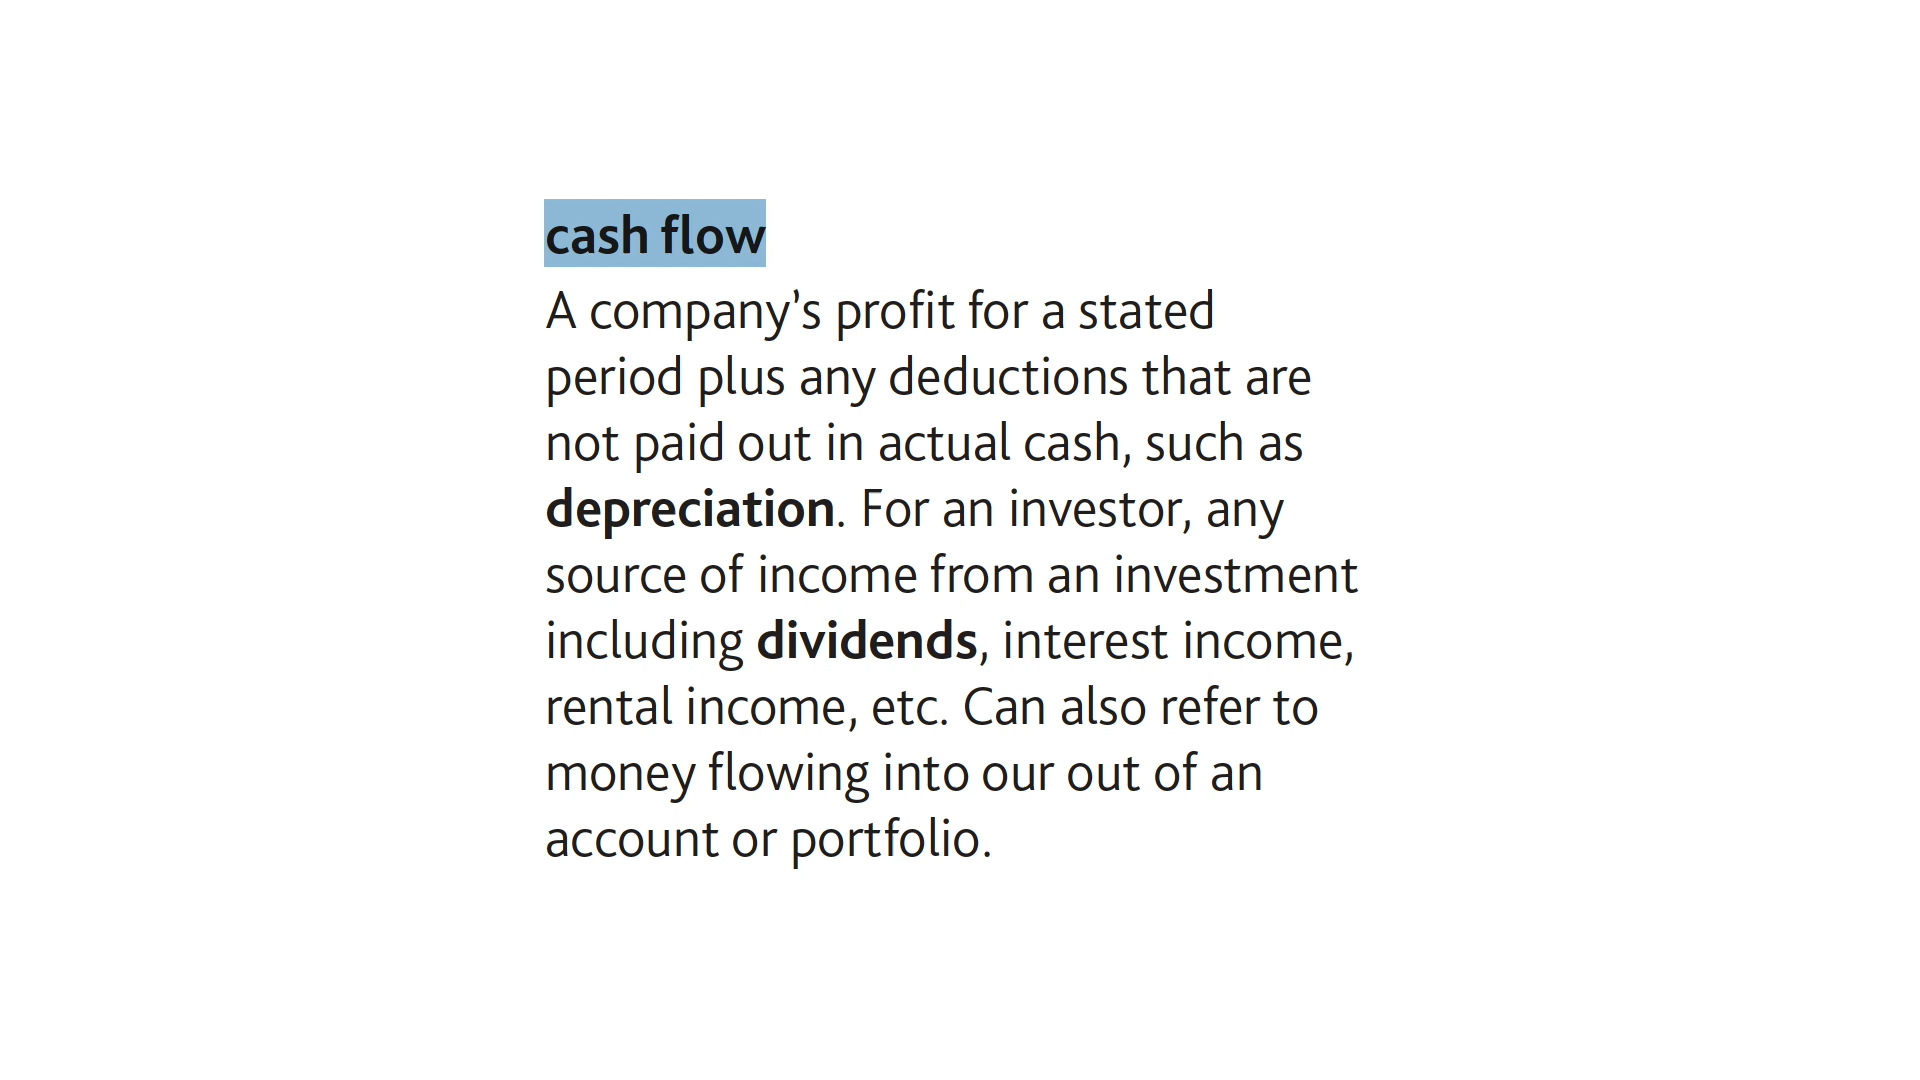 cash flow
A company’s profit for a stated
period plus any deductions that are
not paid out in actual cash, such as
depreciation. For an investor, any
source of income from an investment
including dividends, interest income,
rental income, etc. Can also refer to
money flowing into our out of an
account or portfolio.